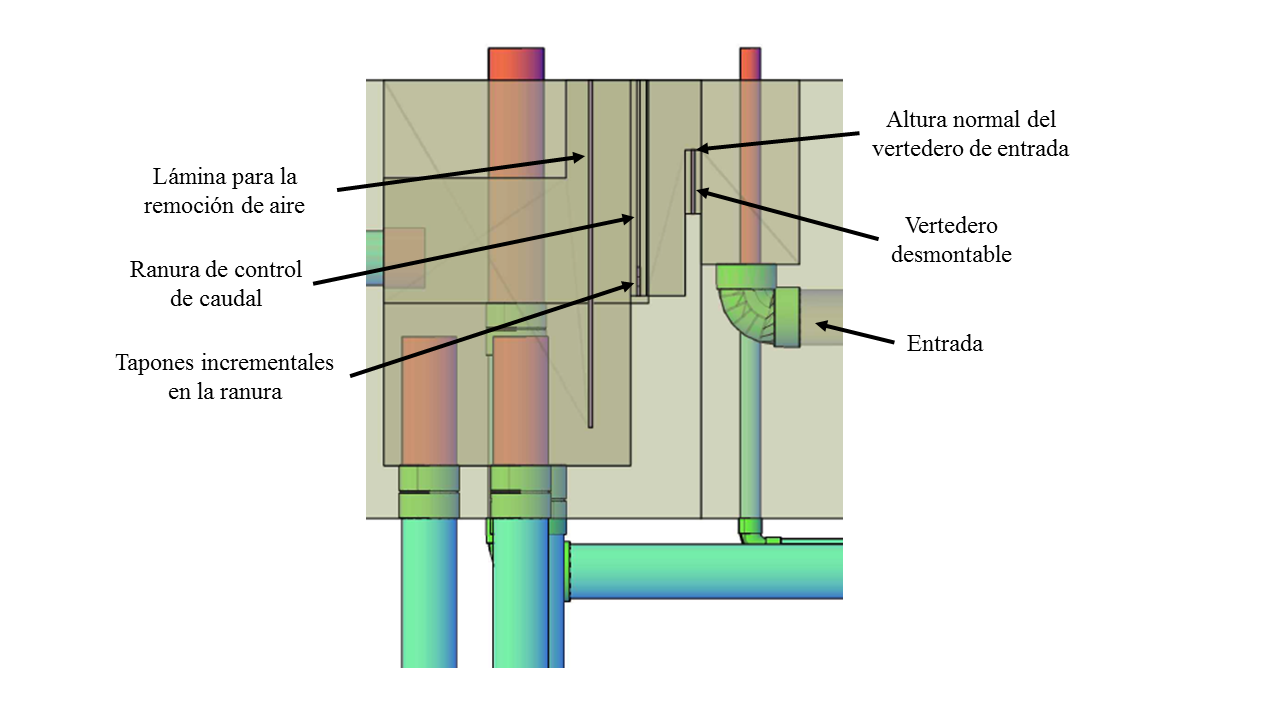 Lámina para la
remoción de aire
Ranura de control
de caudal
Tapones incrementales
en la ranura
Altura normal del
vertedero de entrada
Vertedero
desmontable
Entrada